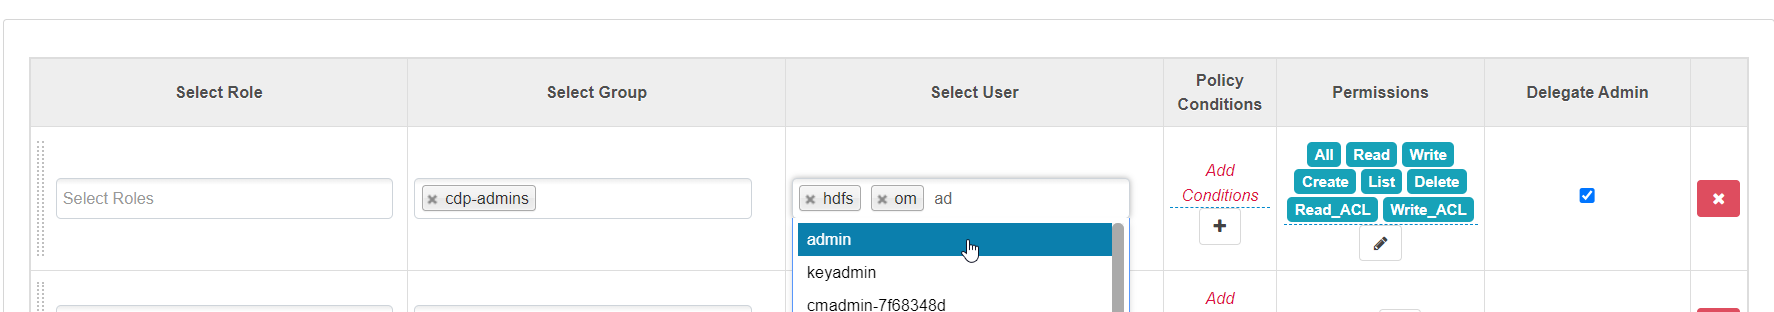 Select Role Select Group Select User Policy Conditions Permissions Delegate Admin
Select Roles
cdp-admins
hdfs om ad
admin
keyadmin
cmadmin-7f68348d
Add
Conditions
All Read Write
Create List Delete
Read_ACL Write_ACL
Add